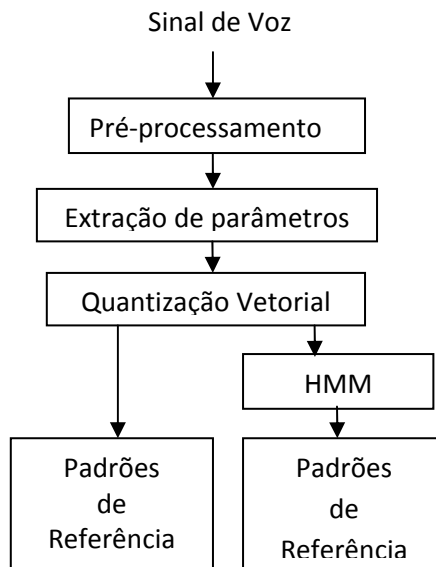 Sinal de Voz
Pré-processamento
Extração de parâmetros
Quantização Vetorial
HMM
Padrões
de
Referência
Padrões
de
Referência